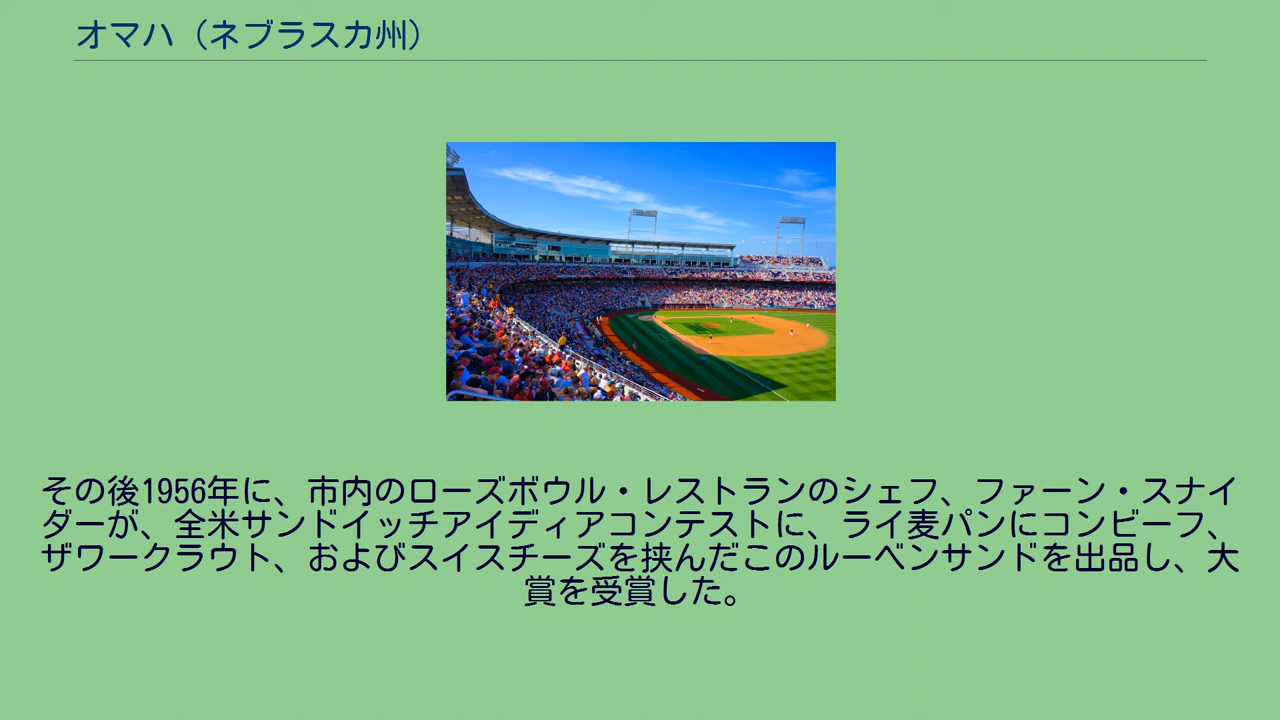 オマハ（ネブラスカ州）
その後1956年に、市内のローズボウル・レストランのシェフ、ファーン・スナイ
ダーが、全米サンドイッチアイディアコンテストに、ライ麦パンにコンビーフ、
ザワークラウト、およびスイスチーズを挟んだこのルーベンサンドを出品し、大
賞を受賞した。